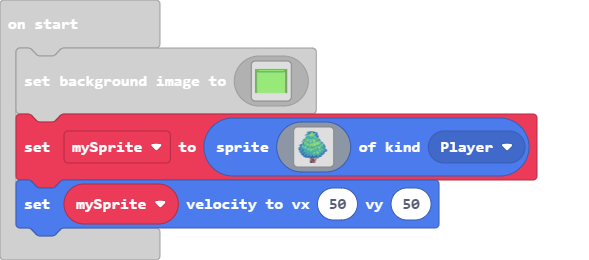 on start
set background image to
set mySprite to sprite of kind Player
set mySprite velocity to vx 50 vy 50